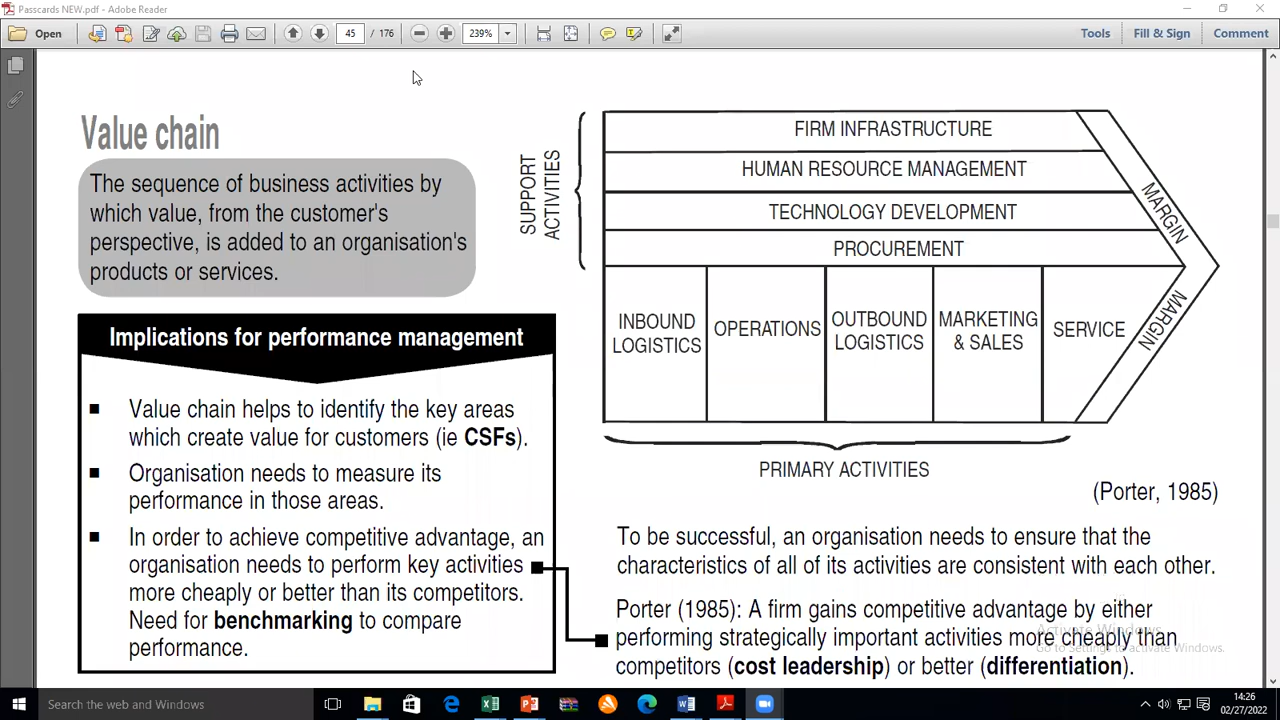 Passcards NEW.pdf - Adobe Reader
Open
45 / 176
239%
Tools
Fill & Sign
Comment
Value chain
The sequence of business activities by
which value, from the customer's
perspective, is added to an organisation's
products or services.
Implications for performance management
■ Value chain helps to identify the key areas
which create value for customers (ie CSFs).
■ Organisation needs to measure its
performance in those areas.
■ In order to achieve competitive advantage, an
organisation needs to perform key activities
more cheaply or better than its competitors.
Need for benchmarking to compare
performance.
SUPPORT
ACTIVITIES
FIRM INFRASTRUCTURE
HUMAN RESOURCE MANAGEMENT
TECHNOLOGY DEVELOPMENT
PROCUREMENT
MARGIN
INBOUND
LOGISTICS
OPERATIONS
OUTBOUND
LOGISTICS
MARKETING
& SALES
SERVICE
MARGIN
PRIMARY ACTIVITIES
(Porter, 1985)
To be successful, an organisation needs to ensure that the
characteristics of all of its activities are consistent with each other.
Porter (1985): A firm gains competitive advantage by either
performing strategically important activities more cheaply than
competitors (cost leadership) or better (differentiation).
Activate Windows
Go to Settings to activate Windows.
Search the web and Windows
14:26
02/27/2022